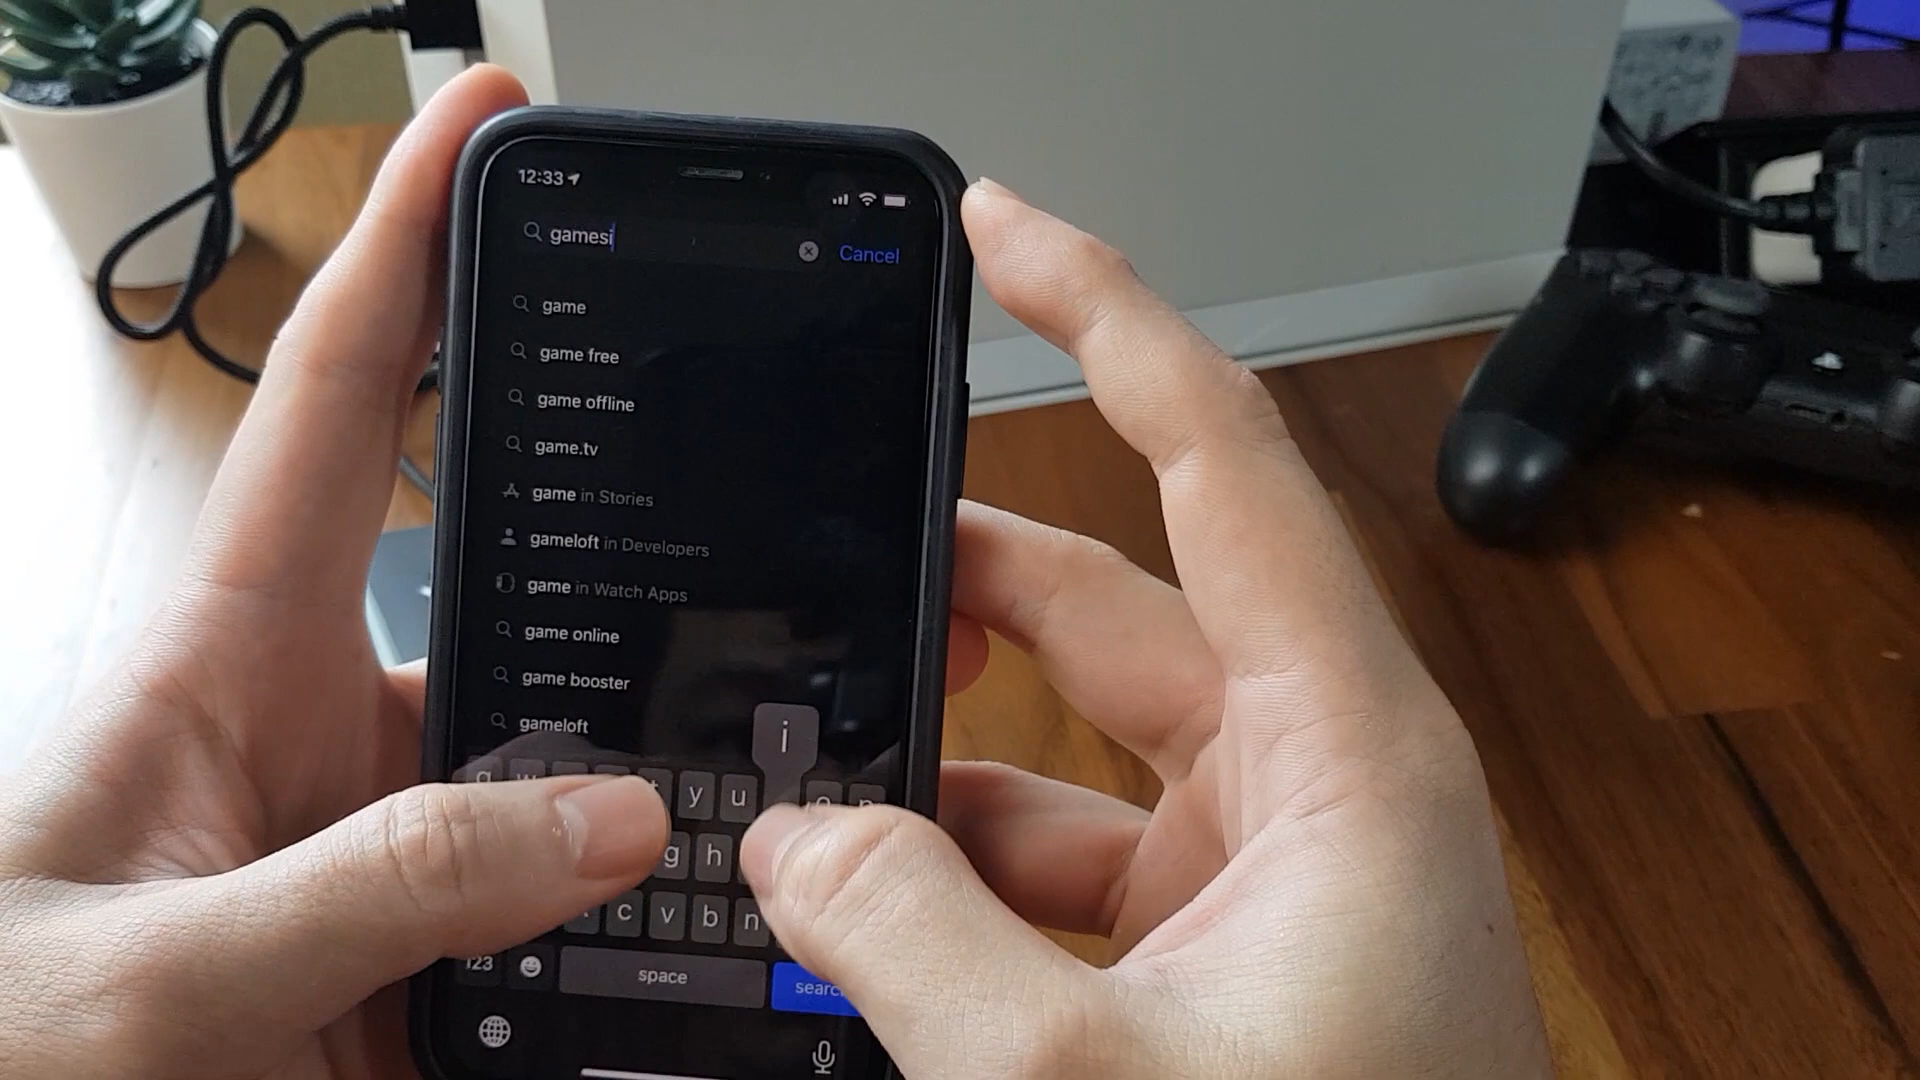 12:33
gamesi
Cancel
game
game free
game offline
game.tv
game in Stories
gameloft in Developers
game in Watch Apps
game online
game booster
gameloft
i
q w t y u o p
g h
c v b n
123
space
search